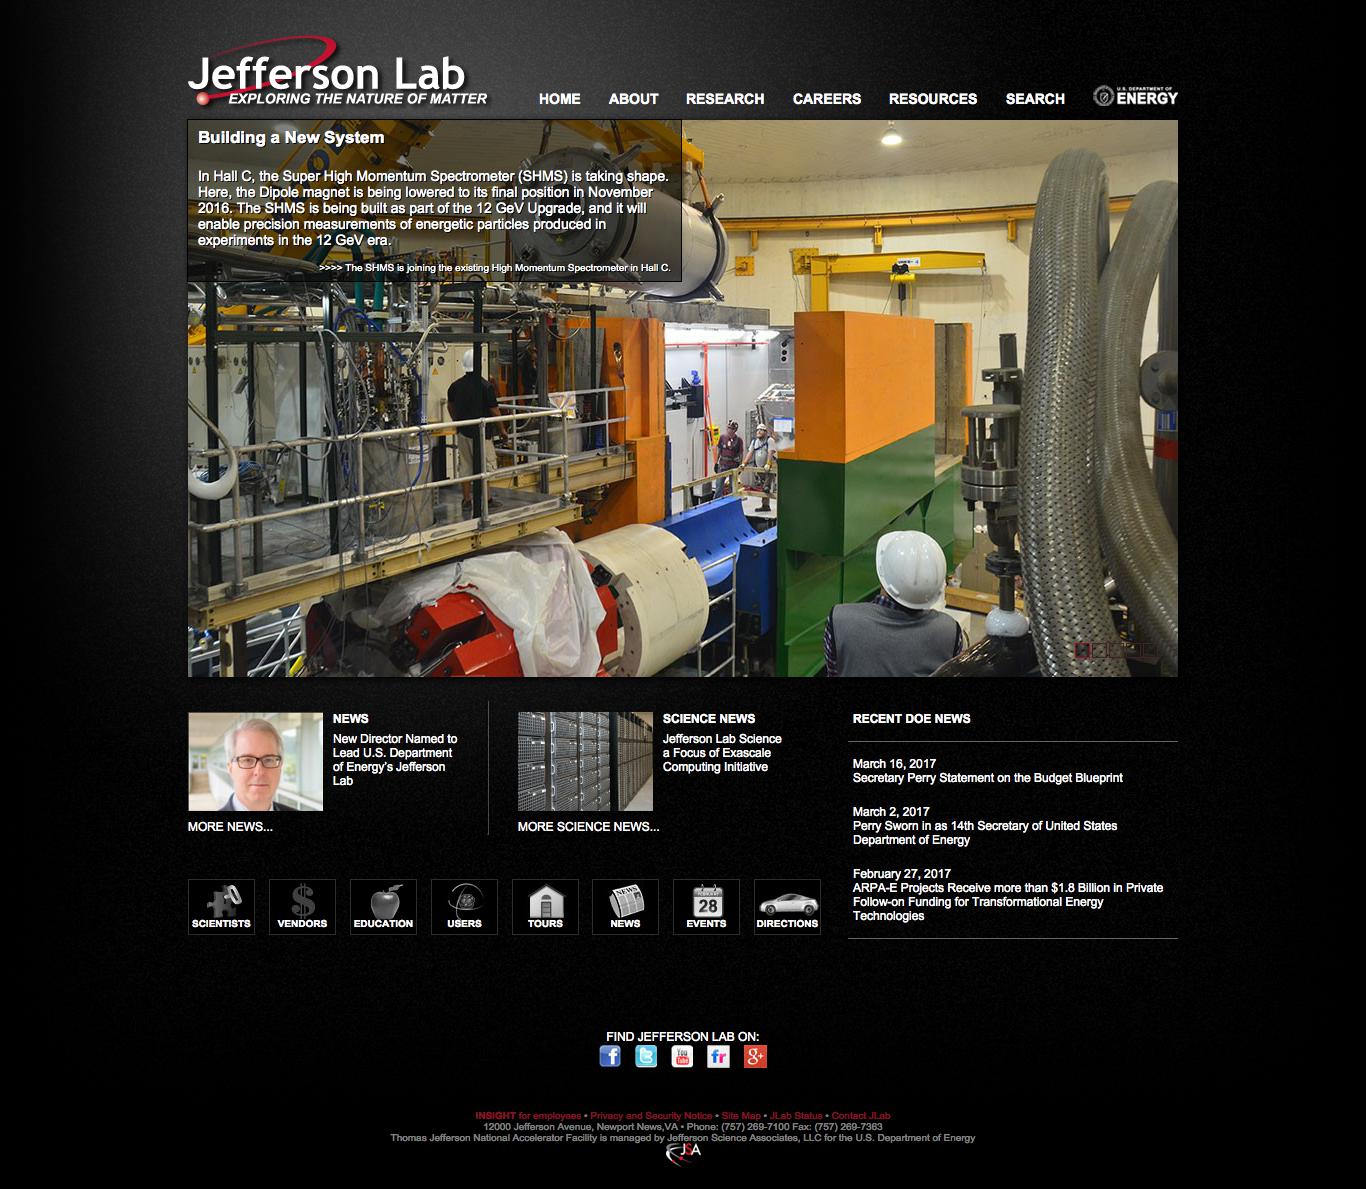 Jefferson Lab
EXPLORING THE NATURE OF MATTER
HOME ABOUT RESEARCH CAREERS RESOURCES SEARCH
U.S. DEPARTMENT OF
ENERGY
Building a New System
In Hall C, the Super High Momentum Spectrometer (SHMS) is taking shape.
Here, the Dipole magnet is being lowered to its final position in November
2016. The SHMS is being built as part of the 12 GeV Upgrade, and it will
enable precision measurements of energetic particles produced in
experiments in the 12 GeV era.
>>>> The SHMS is joining the existing High Momentum Spectrometer in Hall C.
NEWS
New Director Named to
Lead U.S. Department
of Energy's Jefferson
Lab
MORE NEWS...
SCIENCE NEWS
Jefferson Lab Science
a Focus of Exascale
Computing Initiative
MORE SCIENCE NEWS...
RECENT DOE NEWS
March 16, 2017
Secretary Perry Statement on the Budget Blueprint
March 2, 2017
Perry Sworn in as 14th Secretary of United States
Department of Energy
February 27, 2017
ARPA-E Projects Receive more than $1.8 Billion in Private
Follow-on Funding for Transformational Energy
Technologies
SCIENTISTS
$
VENDORS
EDUCATION
USERS
TOURS
NEWS
NEWS
FEBRUARY
28
EVENTS
DIRECTIONS
FIND JEFFERSON LAB ON:
f
t
You
Tube
fr
g+
INSIGHT for employees • Privacy and Security Notice • Site Map • JLab Status • Contact JLab
12000 Jefferson Avenue, Newport News,VA • Phone: (757) 269-7100 Fax: (757) 269-7363
Thomas Jefferson National Accelerator Facility is managed by Jefferson Science Associates, LLC for the U.S. Department of Energy
JSA